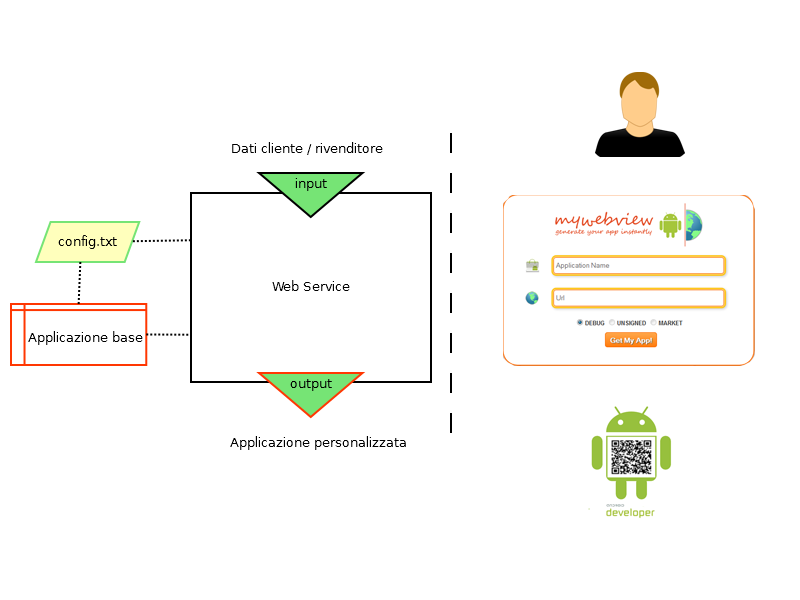 Dati cliente / rivenditore
input
config.txt
Web Service
Applicazione base
output
Applicazione personalizzata
mywebview
generate your app instantly
Application Name
Url
DEBUG UNSIGNED MARKET
Get My App!
developer